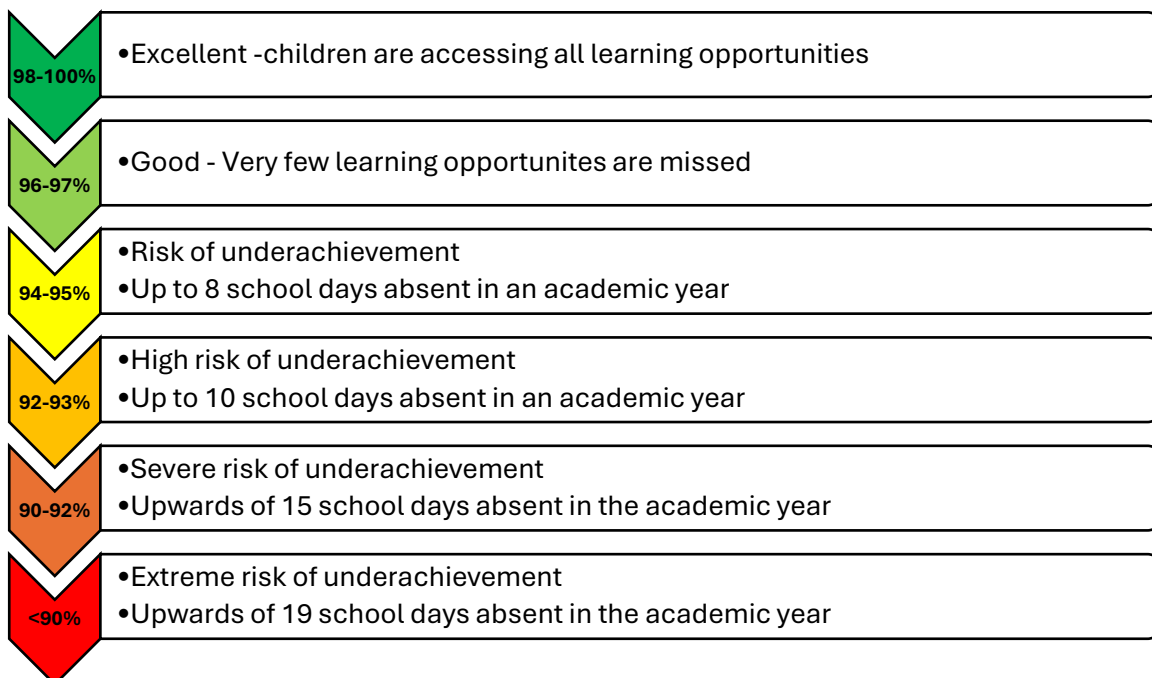 98-100%
•Excellent -children are accessing all learning opportunities
96-97%
•Good - Very few learning opportunites are missed
94-95%
•Risk of underachievement
•Up to 8 school days absent in an academic year
92-93%
•High risk of underachievement
•Up to 10 school days absent in an academic year
90-92%
•Severe risk of underachievement
•Upwards of 15 school days absent in the academic year
<90%
•Extreme risk of underachievement
•Upwards of 19 school days absent in the academic year